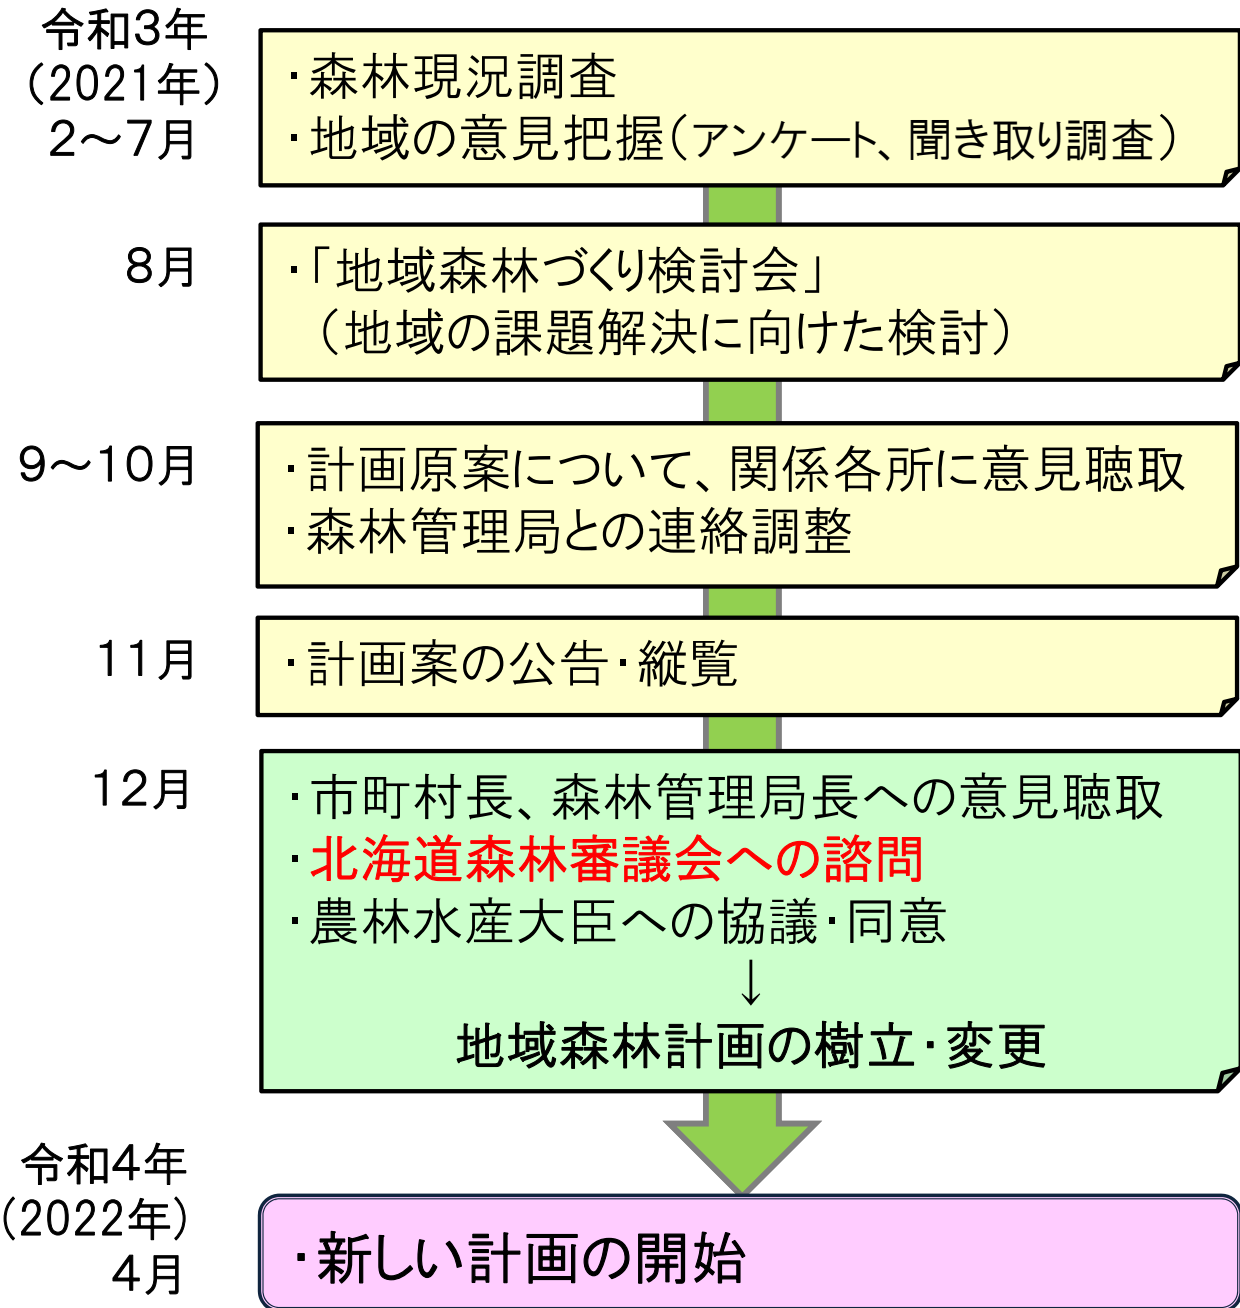 令和3年
（2021年）
2～7月
・森林現況調査
・地域の意見把握（アンケート、聞き取り調査）
8月
・「地域森林づくり検討会」
（地域の課題解決に向けた検討）
9～10月
・計画原案について、関係各所に意見聴取
・森林管理局との連絡調整
11月
・計画案の公告・縦覧
12月
・市町村長、森林管理局長への意見聴取
・北海道森林審議会への諮問
・農林水産大臣への協議・同意
↓
地域森林計画の樹立・変更
令和4年
（2022年）
4月
・新しい計画の開始